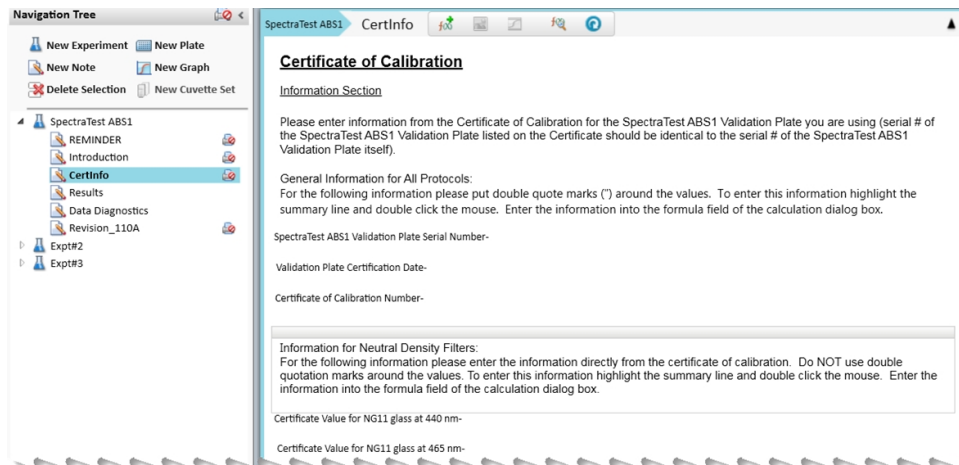 Navigation Tree
New Experiment New Plate
New Note New Graph
Delete Selection New Cuvette Set
SpectraTest ABS1
REMINDER
Introduction
CertInfo
Results
Data Diagnostics
Revision_110A
Expt#2
Expt#3
SpectraTest ABS1 CertInfo
Certificate of Calibration
Information Section
Please enter information from the Certificate of Calibration for the SpectraTest ABS1 Validation Plate you are using (serial # of
the SpectraTest ABS1 Validation Plate listed on the Certificate should be identical to the serial # of the SpectraTest ABS1
Validation Plate itself).
General Information for All Protocols:
For the following information please put double quote marks (") around the values. To enter this information highlight the
summary line and double click the mouse. Enter the information into the formula field of the calculation dialog box.
SpectraTest ABS1 Validation Plate Serial Number-
Validation Plate Certification Date-
Certificate of Calibration Number-
Information for Neutral Density Filters:
For the following information please enter the information directly from the certificate of calibration. Do NOT use double
quotation marks around the values. To enter this information highlight the summary line and double click the mouse. Enter the
information into the formula field of the calculation dialog box.
Certificate Value for NG11 glass at 440 nm-
Certificate Value for NG11 glass at 465 nm-